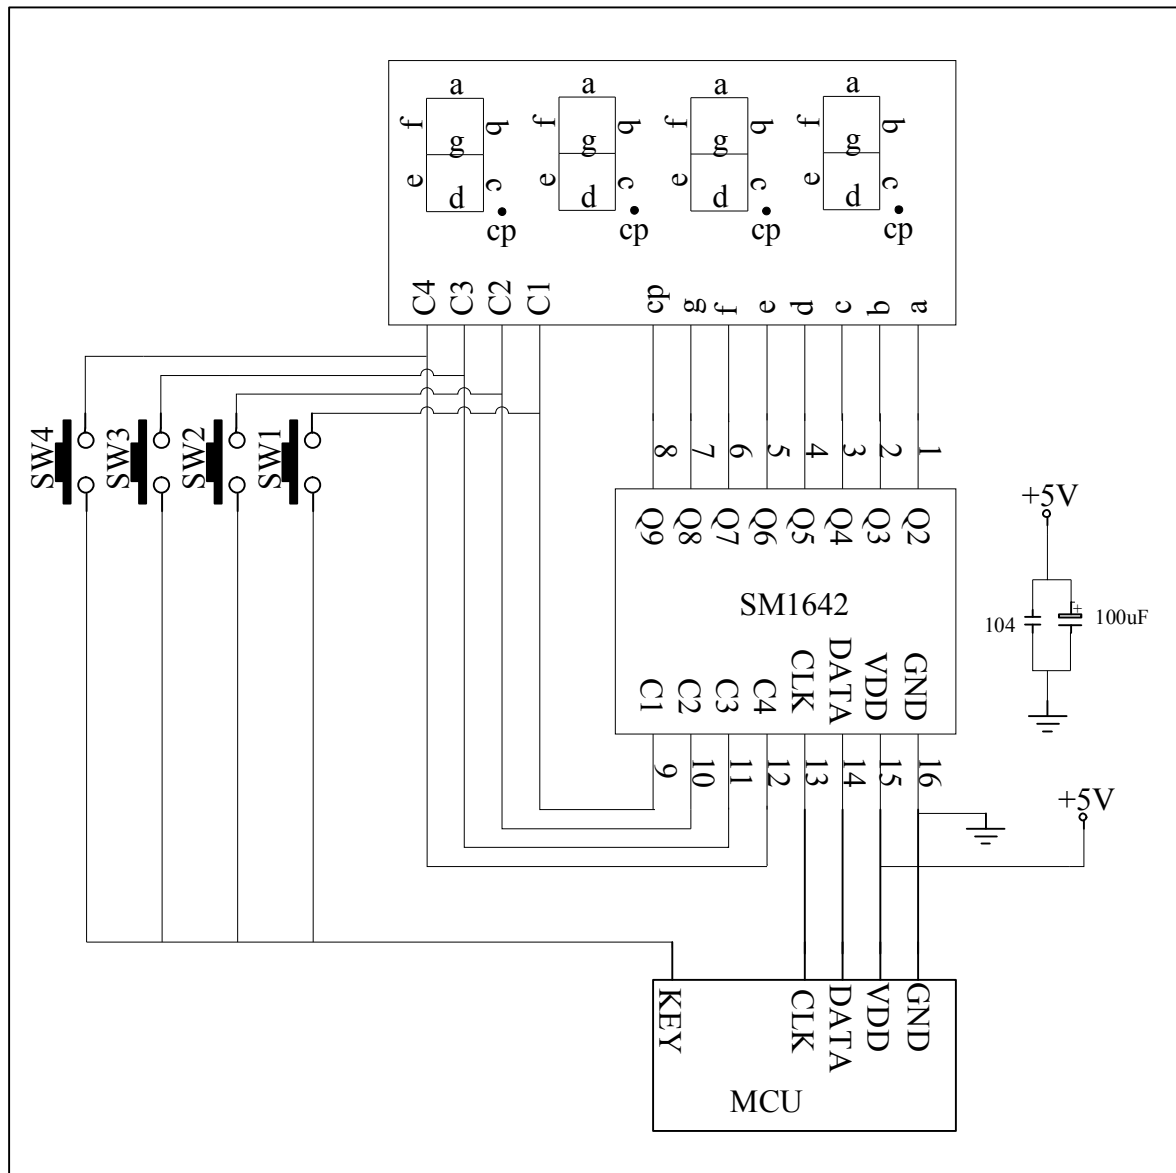 a a a a
f b f b f b f b
g g g g
e c e c e c e c
d d d d
cp cp cp cp
C4 C3 C2 C1 cp g f e d c b a
SW4 SW3 SW2 SW1
8 7 6 5 4 3 2 1
+5V
Q9 Q8 Q7 Q6 Q5 Q4 Q3 Q2
SM1642
104 + 100uF
C1 C2 C3 C4 CLK DATA VDD GND
9 10 11 12 13 14 15 16
+5V
KEY CLK DATA VDD GND
MCU